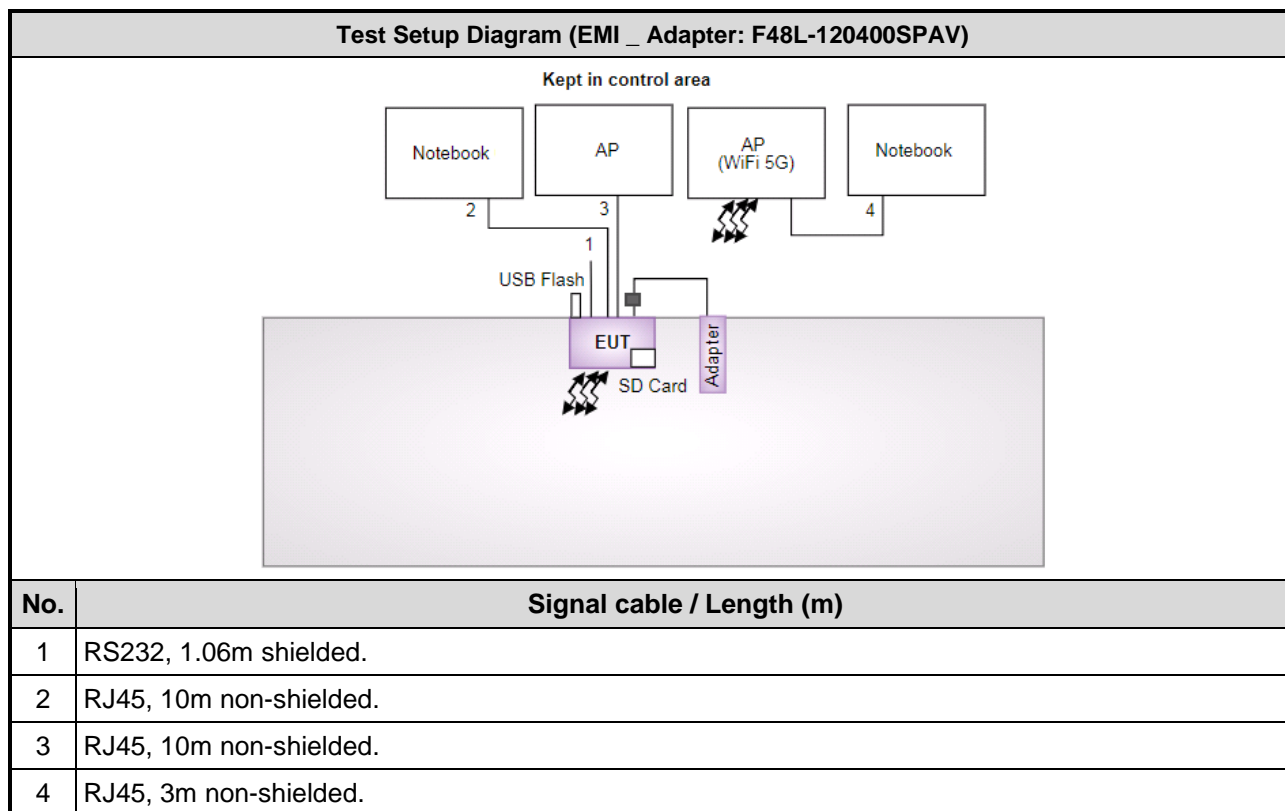 Test Setup Diagram (EMI _ Adapter: F48L-120400SPAV)
Kept in control area
Notebook
AP
AP
(WiFi 5G)
Notebook
2
3
4
1
USB Flash
EUT
SD Card
Adapter
No. Signal cable / Length (m)
1 RS232, 1.06m shielded.
2 RJ45, 10m non-shielded.
3 RJ45, 10m non-shielded.
4 RJ45, 3m non-shielded.